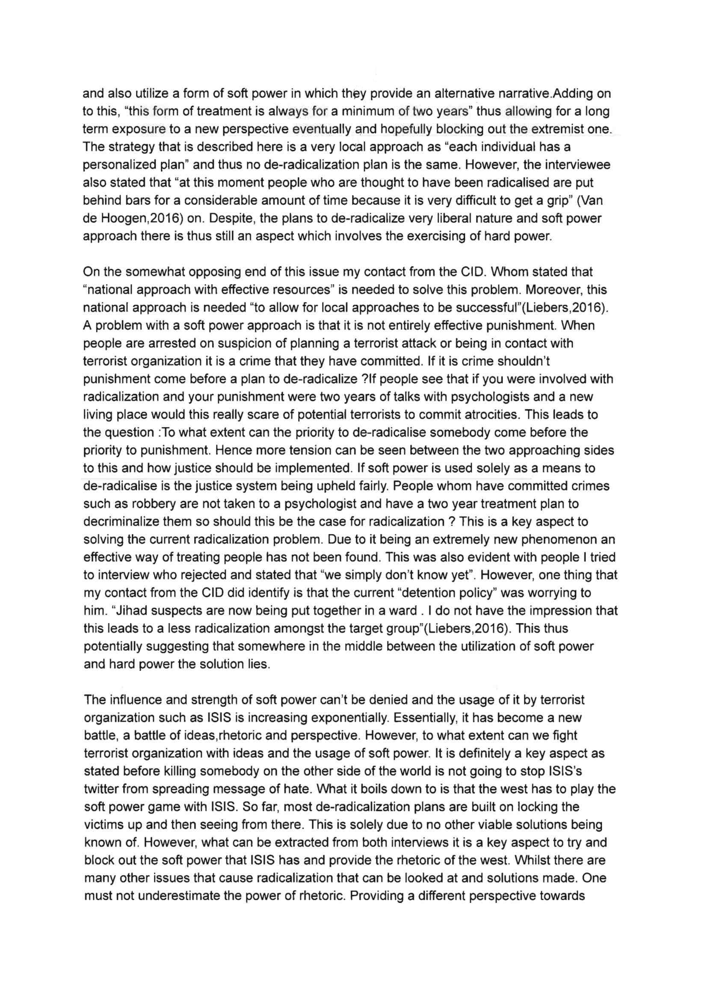 and also utilize a form of soft power in which they provide an alternative narrative.Adding on
to this, “this form of treatment is always for a minimum of two years” thus allowing for a long
term exposure to a new perspective eventually and hopefully blocking out the extremist one.
The strategy that is described here is a very local approach as “each individual has a
personalized plan” and thus no de-radicalization plan is the same. However, the interviewee
also stated that “at this moment people who are thought to have been radicalised are put
behind bars for a considerable amount of time because it is very difficult to get a grip” (Van
de Hoogen,2016) on. Despite, the plans to de-radicalize very liberal nature and soft power
approach there is thus still an aspect which involves the exercising of hard power.

On the somewhat opposing end of this issue my contact from the CID. Whom stated that
“national approach with effective resources” is needed to solve this problem. Moreover, this
national approach is needed “to allow for local approaches to be successful”(Liebers,2016).
A problem with a soft power approach is that it is not entirely effective punishment. When
people are arrested on suspicion of planning a terrorist attack or being in contact with
terrorist organization it is a crime that they have committed. If it is crime shouldn’t
punishment come before a plan to de-radicalize ?If people see that if you were involved with
radicalization and your punishment were two years of talks with psychologists and a new
living place would this really scare of potential terrorists to commit atrocities. This leads to
the question :To what extent can the priority to de-radicalise somebody come before the
priority to punishment. Hence more tension can be seen between the two approaching sides
to this and how justice should be implemented. If soft power is used solely as a means to
de-radicalise is the justice system being upheld fairly. People whom have committed crimes
such as robbery are not taken to a psychologist and have a two year treatment plan to
decriminalize them so should this be the case for radicalization ? This is a key aspect to
solving the current radicalization problem. Due to it being an extremely new phenomenon an
effective way of treating people has not been found. This was also evident with people I tried
to interview who rejected and stated that “we simply don’t know yet”. However, one thing that
my contact from the CID did identify is that the current “detention policy” was worrying to
him. “Jihad suspects are now being put together in a ward . I do not have the impression that
this leads to a less radicalization amongst the target group”(Liebers,2016). This thus
potentially suggesting that somewhere in the middle between the utilization of soft power
and hard power the solution lies.

The influence and strength of soft power can’t be denied and the usage of it by terrorist
organization such as ISIS is increasing exponentially. Essentially, it has become a new
battle, a battle of ideas,rhetoric and perspective. However, to what extent can we fight
terrorist organization with ideas and the usage of soft power. It is definitely a key aspect as
stated before killing somebody on the other side of the world is not going to stop ISIS’s
twitter from spreading message of hate. What it boils down to is that the west has to play the
soft power game with ISIS. So far, most de-radicalization plans are built on locking the
victims up and then seeing from there. This is solely due to no other viable solutions being
known of. However, what can be extracted from both interviews it is a key aspect to try and
block out the soft power that ISIS has and provide the rhetoric of the west. Whilst there are
many other issues that cause radicalization that can be looked at and solutions made. One
must not underestimate the power of rhetoric. Providing a different perspective towards